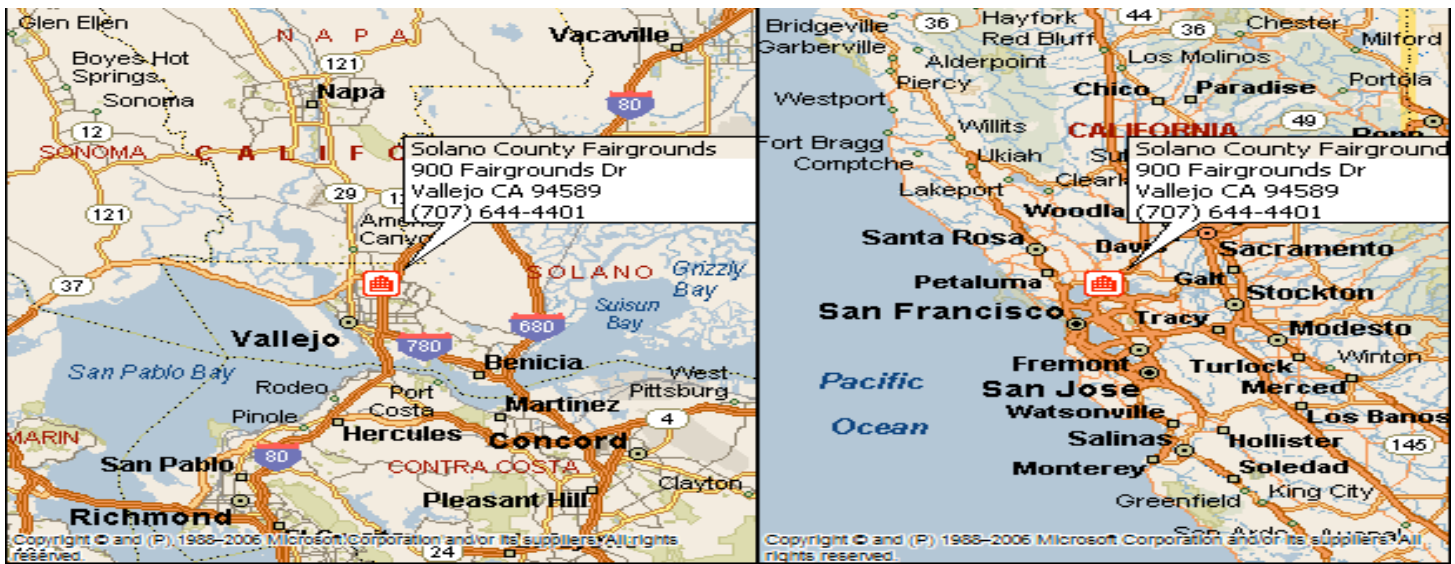 Glen Ellen
N A P A
Vacaville
Boyes Hot
Springs
121
Napa
Sonoma
80
12
SONOMA
C A L I F
Solano County Fairgrounds
900 Fairgrounds Dr
Vallejo CA 94589
(707) 644-4401
29
121
Canyo
37
SOLANO
Grizzly
Bay
Suisun
Bay
Vallejo
680
780
San Pablo Bay
Benicia
Rodeo
Port
Costa
West
Pittsburg
Pinole
Martinez
4
MARIN
Hercules
Concord
80
San Pablo
CONTRA COSTA
Pleasant Hill
Clayton
Richmond
24
Copyright © and (P) 1988–2006 Microsoft Corporation and/or its suppliers. All rights
reserved.
Bridgeville
36
Hayfork
44
36
Chester
Garberville
Red Bluff
Milford
Alderpoint
Los Molinos
Piercy
Portola
Westport
Chico
Paradise
49
Willits
CALIFORNIA
Fort Bragg
Comptche
Ukiah
Solano County Fairground
900 Fairgrounds Dr
Vallejo CA 94589
(707) 644-4401
Lakeport
Clearl
Woodla
Santa Rosa
Davis
Sacramento
Petaluma
Galt
Stockton
San Francisco
Tracy
Modesto
Fremont
Turlock
Winton
Pacific
Ocean
San Jose
Merced
Watsonville
Los Banos
Salinas
Hollister
145
Monterey
Soledad
Greenfield
King City
San Ardo
Copyright © and (P) 1988–2006 Microsoft Corporation and/or its suppliers. All
rights reserved.